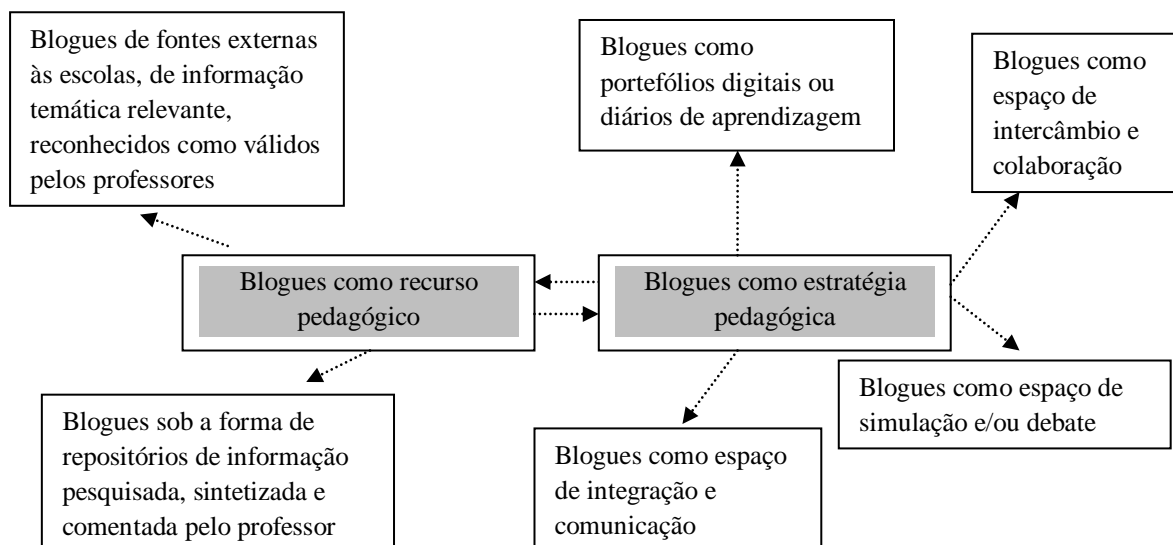 Blogues de fontes externas
às escolas, de informação
temática relevante,
reconhecidos como válidos
pelos professores
Blogues como
portefólios digitais ou
diários de aprendizagem
Blogues como
espaço de
intercâmbio e
colaboração
Blogues como recurso
pedagógico
Blogues como estratégia
pedagógica
Blogues como espaço de
simulação e/ou debate
Blogues sob a forma de
repositórios de informação
pesquisada, sintetizada e
comentada pelo professor
Blogues como espaço
de integração e
comunicação